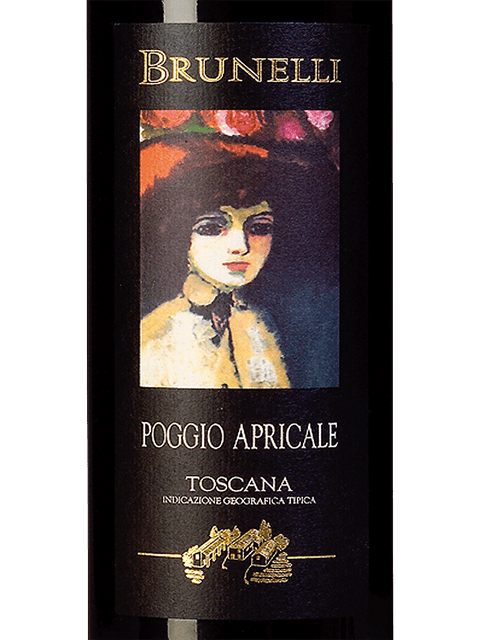 BRUNELLI
POGGIO APRICALE
TOSCANA
INDICAZIONE GEOGRAFICA TIPICA